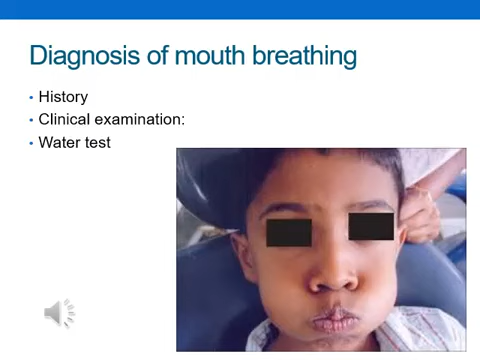 Diagnosis of mouth breathing
• History
• Clinical examination:
• Water test